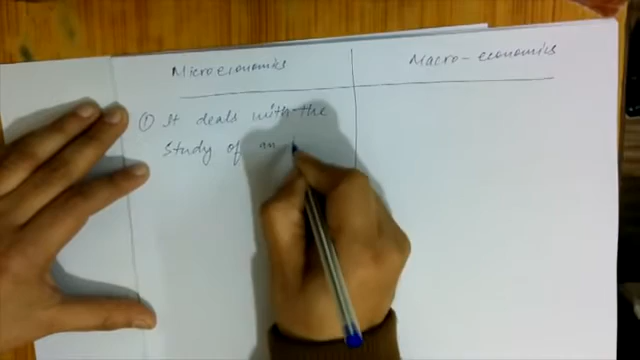 Microeconomics
Macro-economics
① It deals with the
study of an